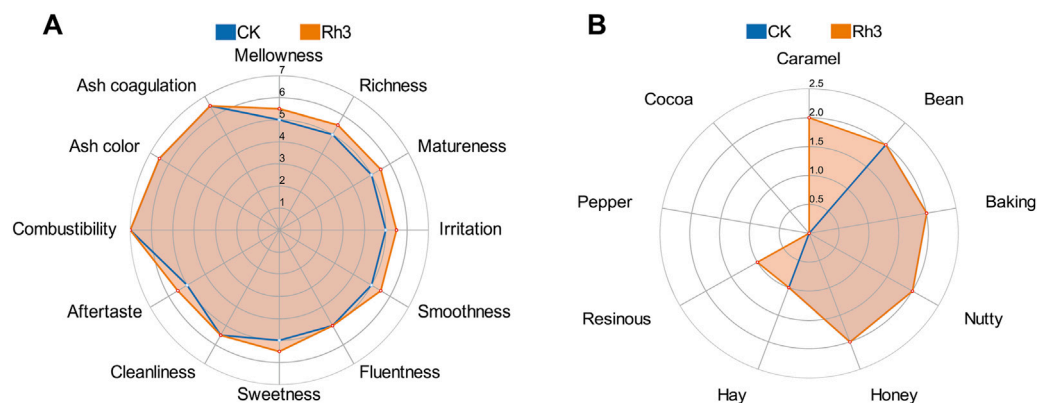 A
CK
Rh3
Mellowness
Richness
Matureness
Irritation
Smoothness
Fluentness
Sweetness
Cleanliness
Aftertaste
Combustibility
Ash color
Ash coagulation
7
6
5
4
3
2
1
B
CK
Rh3
Caramel
Bean
Baking
Nutty
Honey
Hay
Resinous
Pepper
Cocoa
2.5
2.0
1.5
1.0
0.5
0.0